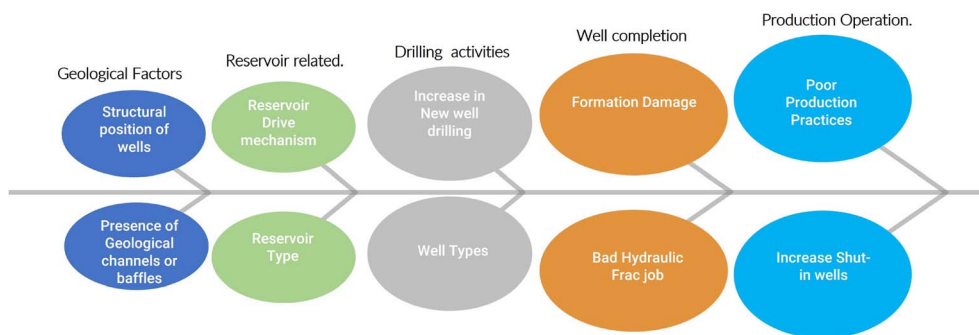 Geological Factors
Structural
position of
wells
Presence of
Geological
channels or
baffles
Reservoir related.
Reservoir
Drive
mechanism
Reservoir
Type
Drilling activities
Increase in
New well
drilling
Well Types
Well completion
Formation Damage
Bad Hydraulic
Frac job
Production Operation.
Poor
Production
Practices
Increase Shut-
in wells